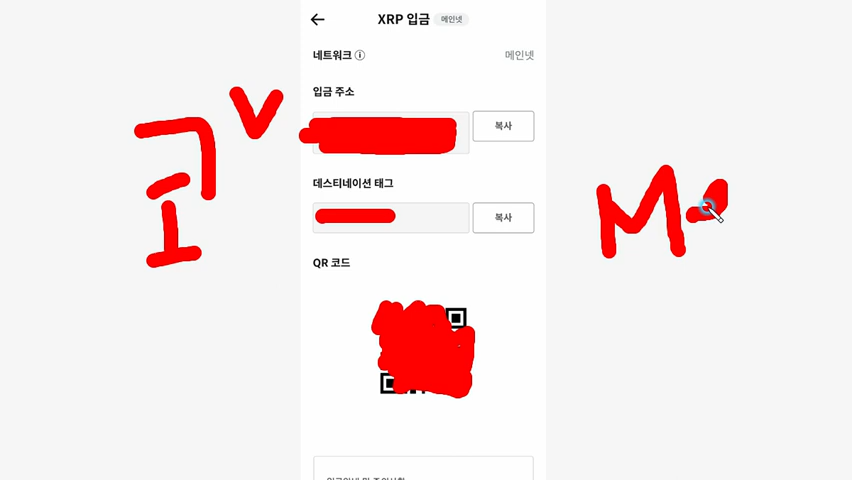 XRP 입금 메인넷
네트워크 ⓘ 메인넷
입금 주소
복사
데스티네이션 태그
복사
QR 코드
코 V
M